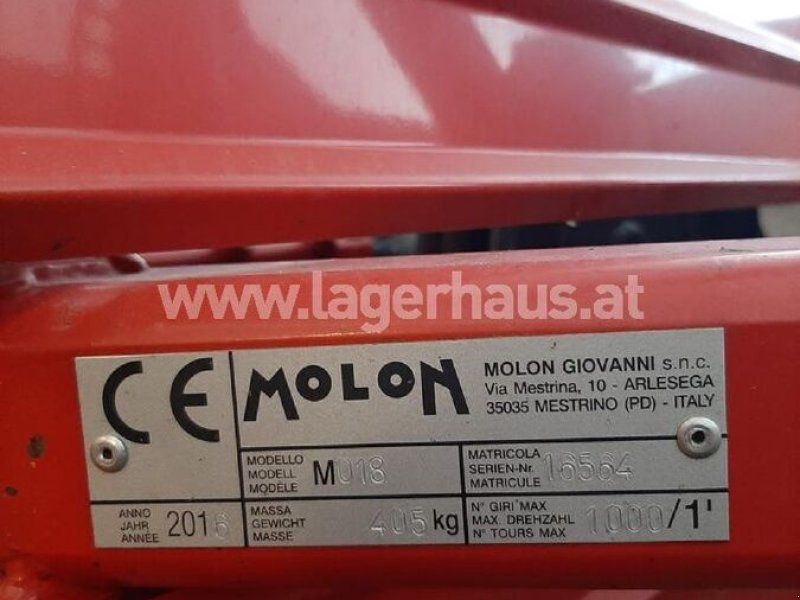 www.lagerhaus.at
CE
MOLON
MOLON GIOVANNI s.n.c.
Via Mestrina, 10 - ARLESEGA
35035 MESTRINO (PD) - ITALY
MODELLO
MODELL
MODÈLE
M018
MATRICOLA
SERIEN-Nr.
MATRICULE
16564
ANNO
JAHR
ANNÉE
2016
MASSA
GEWICHT
MASSE
405 kg
N° GIRI MAX
MAX. DREHZAHL
N° TOURS MAX
1000/1'